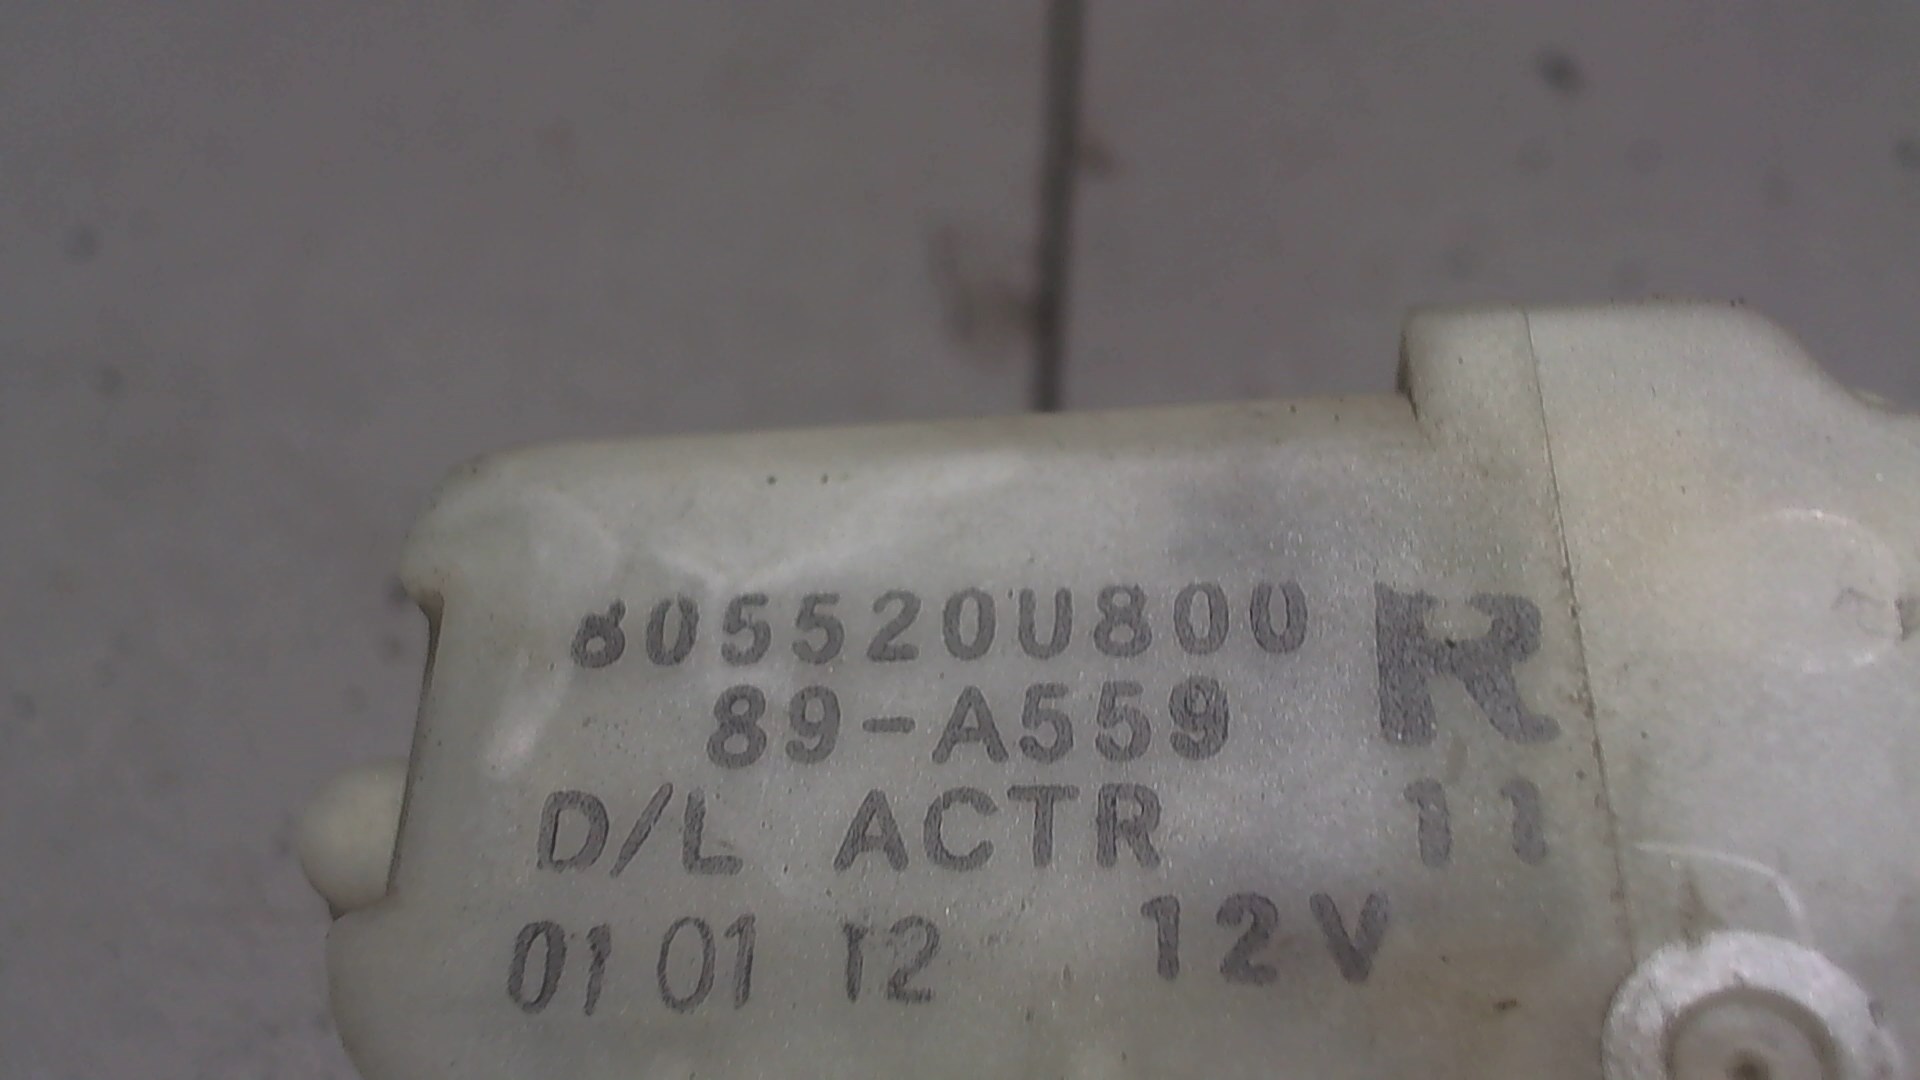 805520U800 R
89-A559
D/L ACTR 11
01 01 12 12V